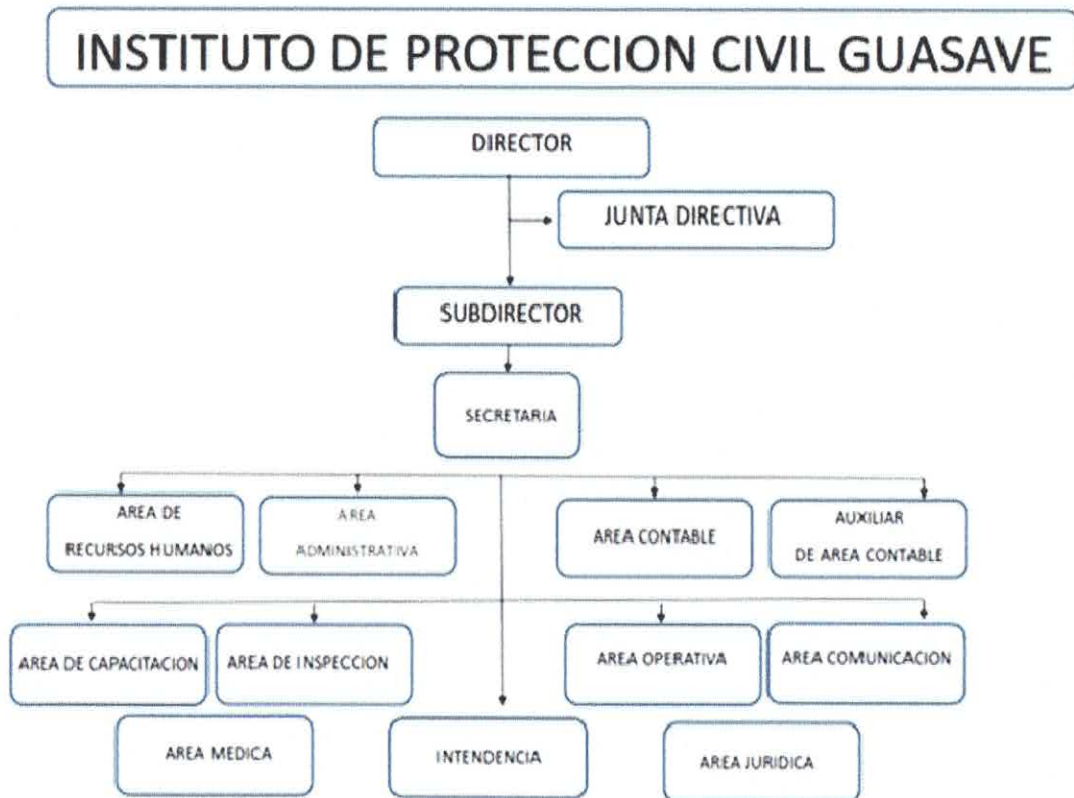 INSTITUTO DE PROTECCION CIVIL GUASAVE
DIRECTOR
JUNTA DIRECTIVA
SUBDIRECTOR
SECRETARIA
AREA DE
RECURSOS HUMANOS
AREA
ADMINISTRATIVA
AREA CONTABLE
AUXILIAR
DE AREA CONTABLE
AREA DE CAPACITACION
AREA DE INSPECCION
AREA OPERATIVA
AREA COMUNICACION
AREA MEDICA
INTENDENCIA
AREA JURIDICA